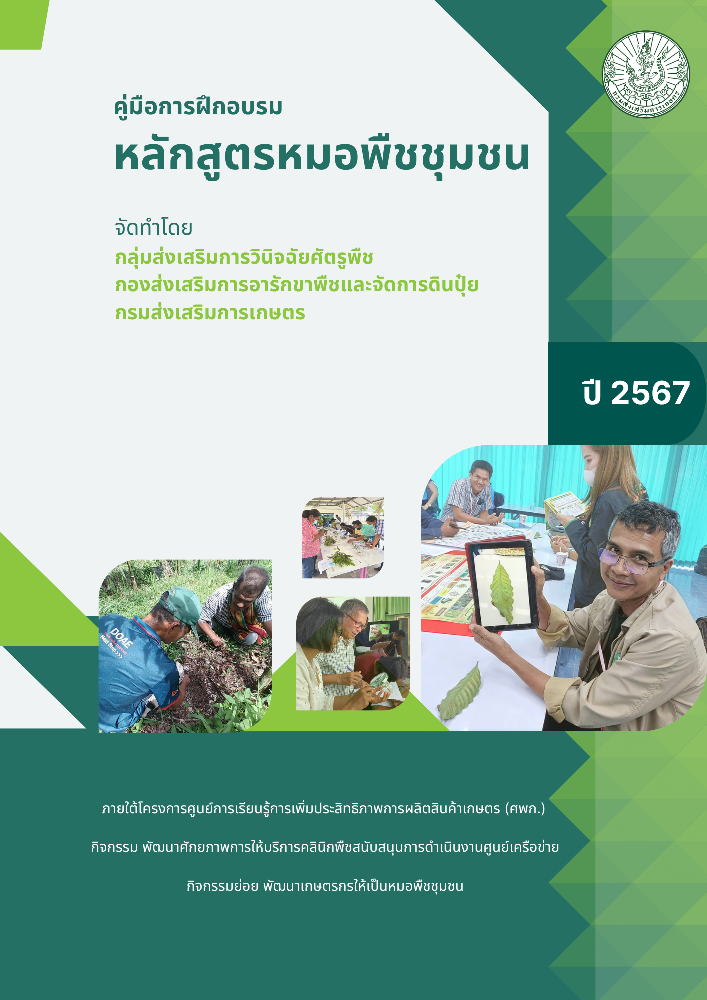 กรมส่งเสริมการเกษตร
คู่มือการฝึกอบรม
หลักสูตรหมอพืชชุมชน
จัดทำโดย
กลุ่มส่งเสริมการวินิจฉัยศัตรูพืช
กองส่งเสริมการอารักขาพืชและจัดการดินปุ๋ย
กรมส่งเสริมการเกษตร
ปี 2567
DOAE
Next Step >>>
ภายใต้โครงการศูนย์การเรียนรู้การเพิ่มประสิทธิภาพการผลิตสินค้าเกษตร (ศพก.)
กิจกรรม พัฒนาศักยภาพการให้บริการคลินิกพืชสนับสนุนการดำเนินงานศูนย์เครือข่าย
กิจกรรมย่อย พัฒนาเกษตรกรให้เป็นหมอพืชชุมชน